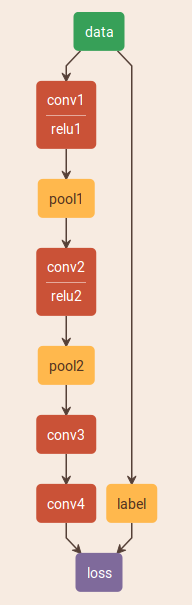 data
conv1
relu1
pool1
conv2
relu2
pool2
conv3
conv4
label
loss